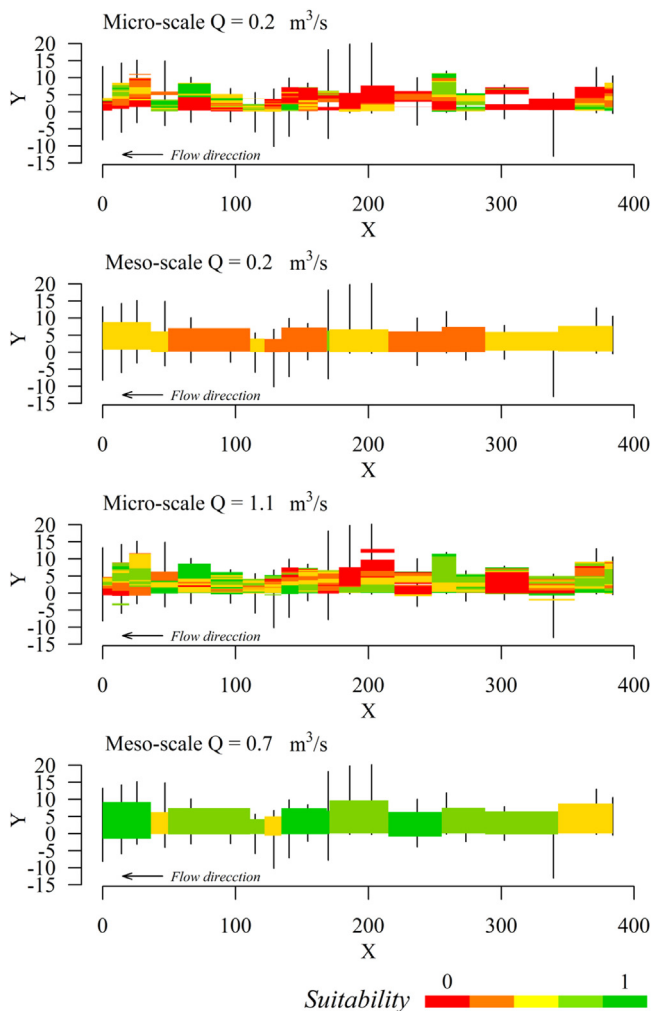 Micro-scale Q = 0.2 m³/s
20
15
10
5
0
-5
-10
-15
Y
Flow direcction
0 100 200 300 400
X
Meso-scale Q = 0.2 m³/s
20
15
10
5
0
-5
-10
-15
Y
Flow direcction
0 100 200 300 400
X
Micro-scale Q = 1.1 m³/s
20
15
10
5
0
-5
-10
-15
Y
Flow direcction
0 100 200 300 400
X
Meso-scale Q = 0.7 m³/s
20
15
10
5
0
-5
-10
-15
Y
Flow direcction
0 100 200 300 400
X
0 1
Suitability